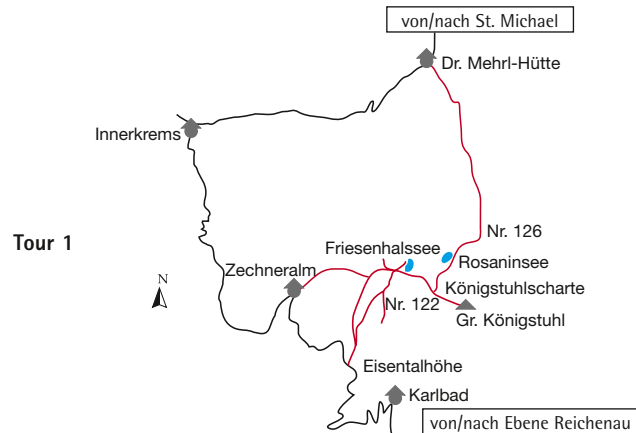 von/nach St. Michael
Dr. Mehrl-Hütte
Innerkrems
Nr. 126
Tour 1
Friesenhalssee
Rosaninsee
Zechneralm
N
Königstuhlscharte
Nr. 122
Gr. Königstuhl
Eisentalhöhe
Karlbad
von/nach Ebene Reichenau